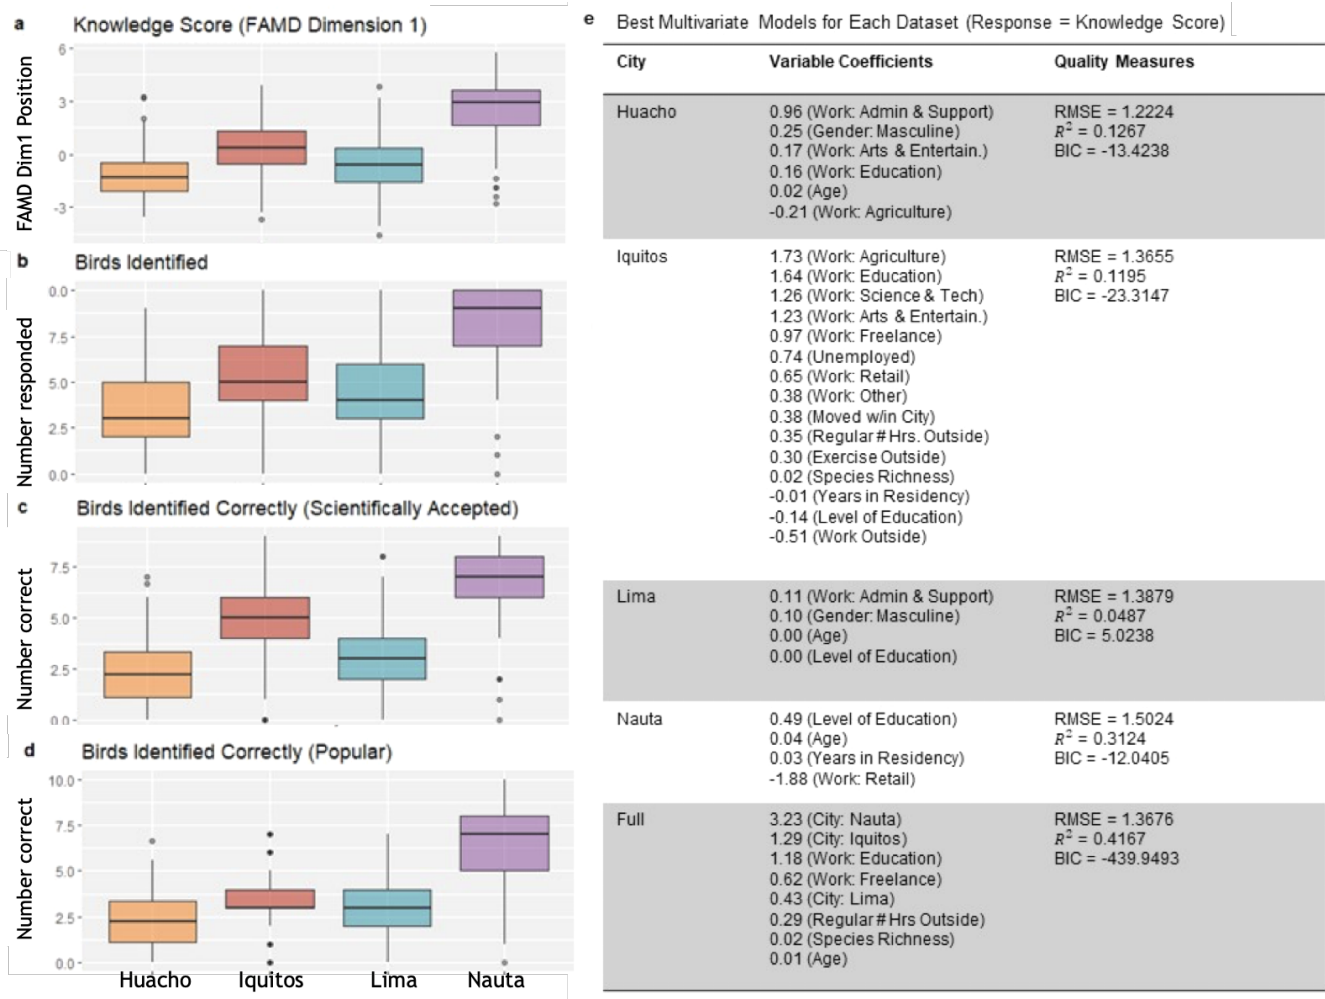 a Knowledge Score (FAMD Dimension 1)
FAMD Dim1 Position
6
3
0
-3
b Birds Identified
Number responded
0.0
7.5
5.0
2.5
0.0
c Birds Identified Correctly (Scientifically Accepted)
Number correct
7.5
5.0
2.5
0.0
d Birds Identified Correctly (Popular)
Number correct
10.0
7.5
5.0
2.5
0.0
Huacho Iquitos Lima Nauta
e Best Multivariate Models for Each Dataset (Response = Knowledge Score)
City Variable Coefficients Quality Measures
Huacho 0.96 (Work: Admin & Support) RMSE = 1.2224
0.25 (Gender: Masculine) R² = 0.1267
0.17 (Work: Arts & Entertain.) BIC = -13.4238
0.16 (Work: Education)
0.02 (Age)
-0.21 (Work: Agriculture)
Iquitos 1.73 (Work: Agriculture) RMSE = 1.3655
1.64 (Work: Education) R² = 0.1195
1.26 (Work: Science & Tech) BIC = -23.3147
1.23 (Work: Arts & Entertain.)
0.97 (Work: Freelance)
0.74 (Unemployed)
0.65 (Work: Retail)
0.38 (Work: Other)
0.38 (Moved w/in City)
0.35 (Regular # Hrs. Outside)
0.30 (Exercise Outside)
0.02 (Species Richness)
-0.01 (Years in Residency)
-0.14 (Level of Education)
-0.51 (Work Outside)
Lima 0.11 (Work: Admin & Support) RMSE = 1.3879
0.10 (Gender: Masculine) R² = 0.0487
0.00 (Age) BIC = 5.0238
0.00 (Level of Education)
Nauta 0.49 (Level of Education) RMSE = 1.5024
0.04 (Age) R² = 0.3124
0.03 (Years in Residency) BIC = -12.0405
-1.88 (Work: Retail)
Full 3.23 (City: Nauta) RMSE = 1.3676
1.29 (City: Iquitos) R² = 0.4167
1.18 (Work: Education) BIC = -439.9493
0.62 (Work: Freelance)
0.43 (City: Lima)
0.29 (Regular # Hrs Outside)
0.02 (Species Richness)
0.01 (Age)